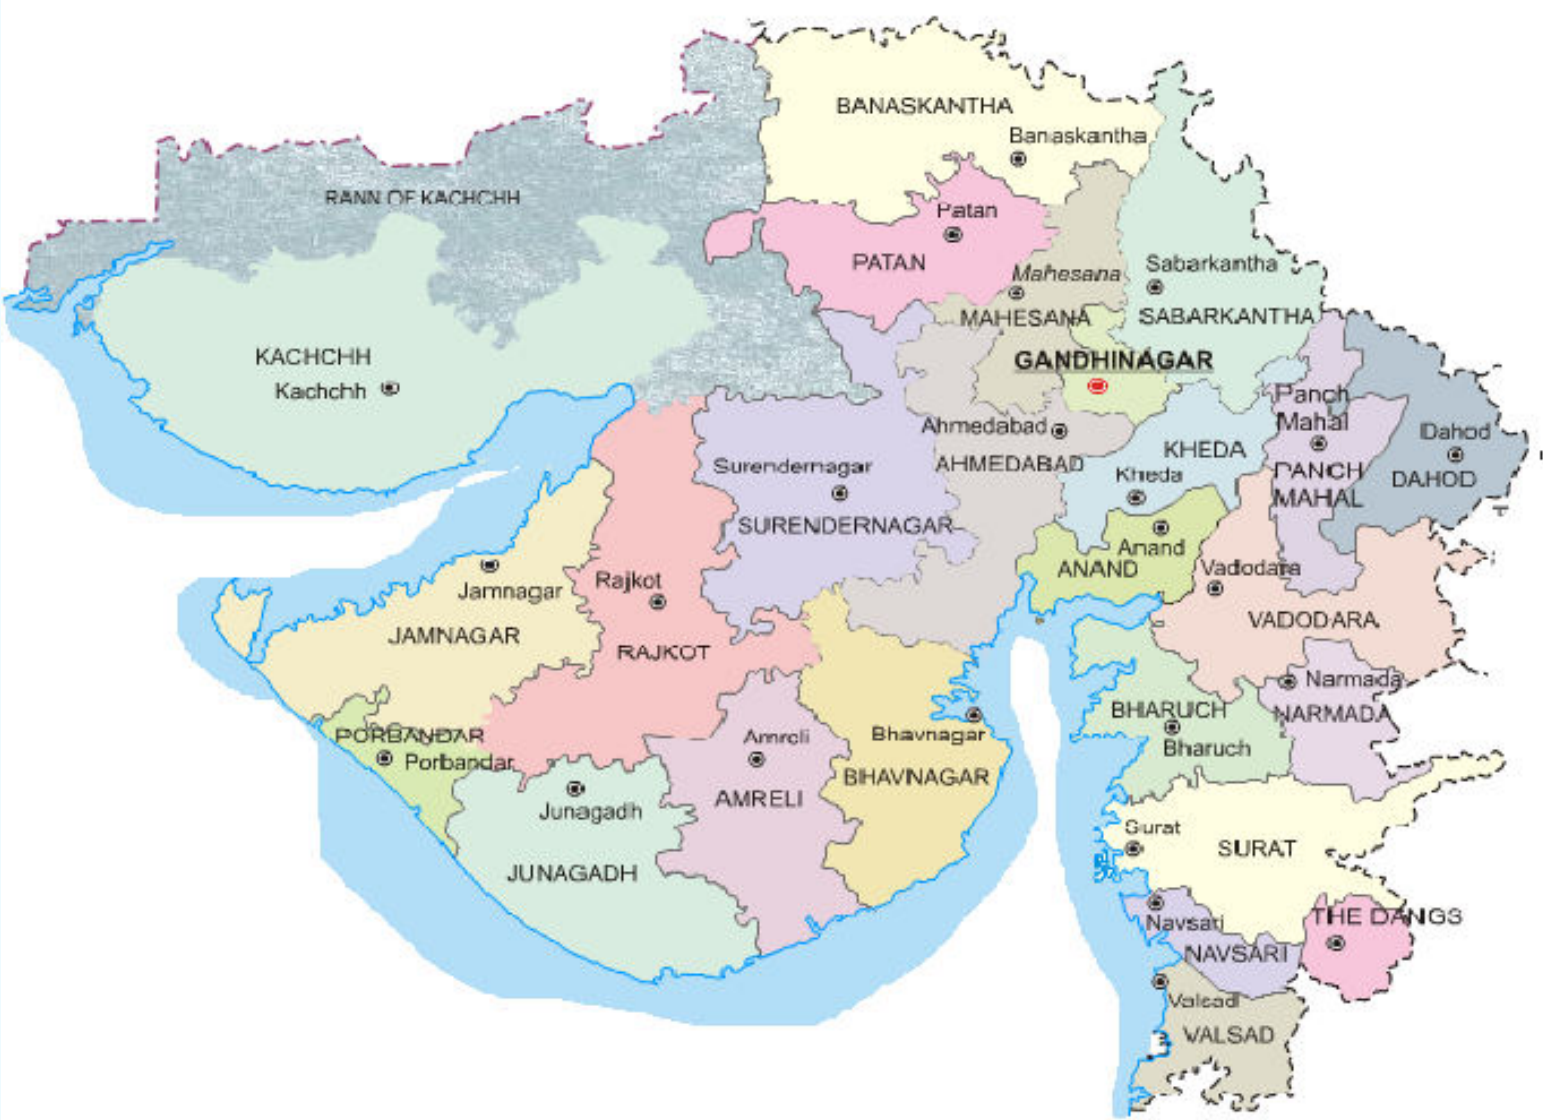 BANASKANTHA
Banaskantha
RANN OF KACHCHH
Patan
PATAN
Mahesana
MAHESANA
Sabarkantha
SABARKANTHA
KACHCHH
Kachchh
GANDHINAGAR
Panch
Mahal
PANCH
MAHAL
Dahod
DAHOD
Ahmedabad
AHMEDABAD
KHEDA
Kheda
Surendernagar
SURENDERNAGAR
Anand
ANAND
Vadodara
VADODARA
Jamnagar
JAMNAGAR
Rajkot
RAJKOT
Narmada
NARMADA
BHARUCH
Bharuch
PORBANDAR
Porbandar
Amreli
AMRELI
Bhavnagar
BHAVNAGAR
Junagadh
JUNAGADH
Surat
SURAT
Navsari
NAVSARI
THE DANGS
Valsad
VALSAD